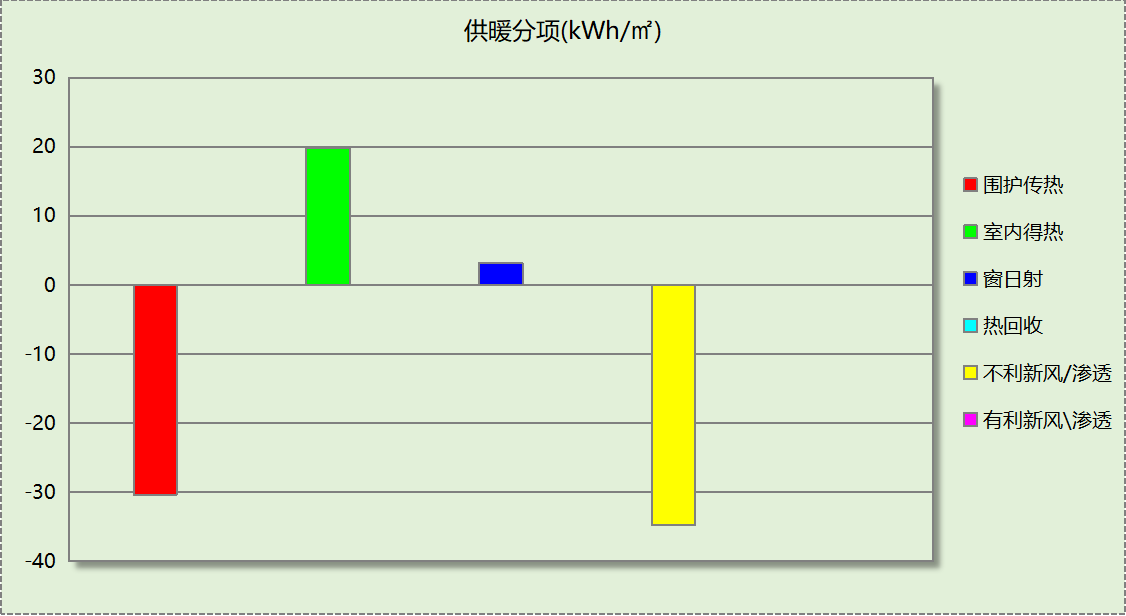 供暖分项(kWh/㎡)
30
20
10
0
-10
-20
-30
-40
围护传热
室内得热
窗日射
热回收
不利新风/渗透
有利新风\渗透